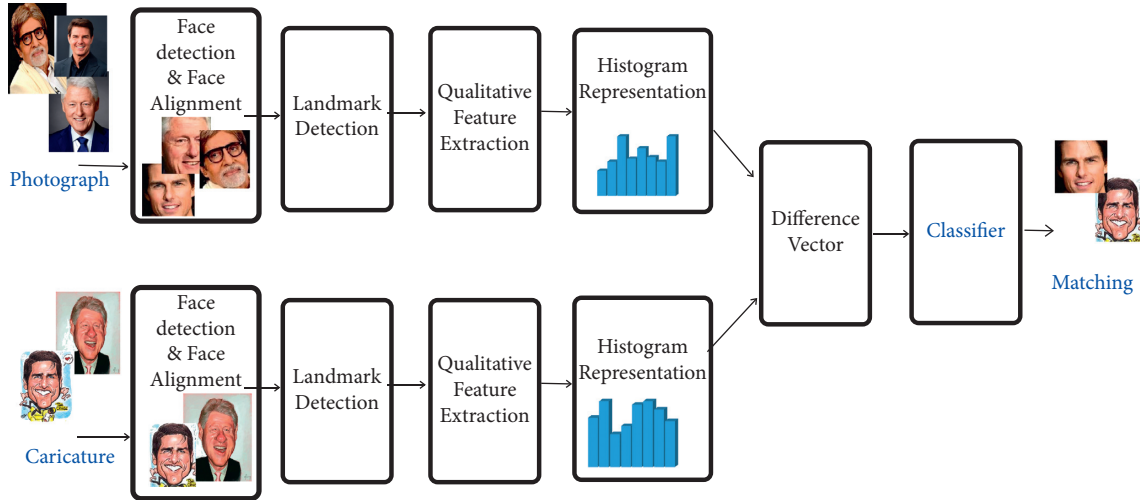 Photograph
Face
detection
& Face
Alignment
Landmark
Detection
Qualitative
Feature
Extraction
Histogram
Representation
Difference
Vector
Classifier
Matching
Caricature
Face
detection
& Face
Alignment
Landmark
Detection
Qualitative
Feature
Extraction
Histogram
Representation